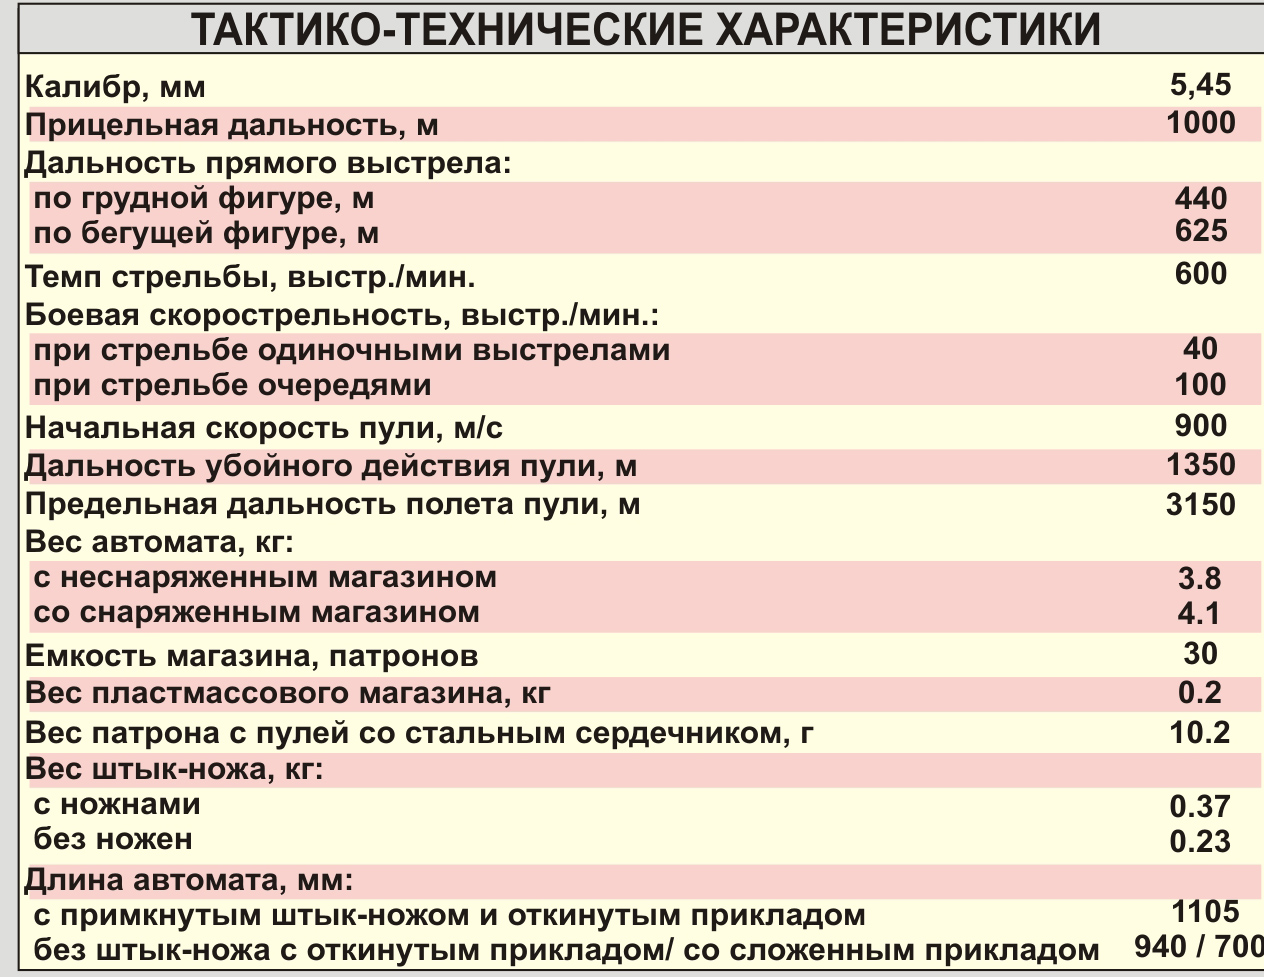 ТАКТИКО-ТЕХНИЧЕСКИЕ ХАРАКТЕРИСТИКИ
Калибр, мм 5,45
Прицельная дальность, м 1000
Дальность прямого выстрела:
по грудной фигуре, м 440
по бегущей фигуре, м 625
Темп стрельбы, выстр./мин. 600
Боевая скорострельность, выстр./мин.:
при стрельбе одиночными выстрелами 40
при стрельбе очередями 100
Начальная скорость пули, м/с 900
Дальность убойного действия пули, м 1350
Предельная дальность полета пули, м 3150
Вес автомата, кг:
с неснаряженным магазином 3.8
со снаряженным магазином 4.1
Емкость магазина, патронов 30
Вес пластмассового магазина, кг 0.2
Вес патрона с пулей со стальным сердечником, г 10.2
Вес штык-ножа, кг:
с ножнами 0.37
без ножен 0.23
Длина автомата, мм:
с примкнутым штык-ножом и откинутым прикладом 1105
без штык-ножа с откинутым прикладом/ со сложенным прикладом 940 / 700